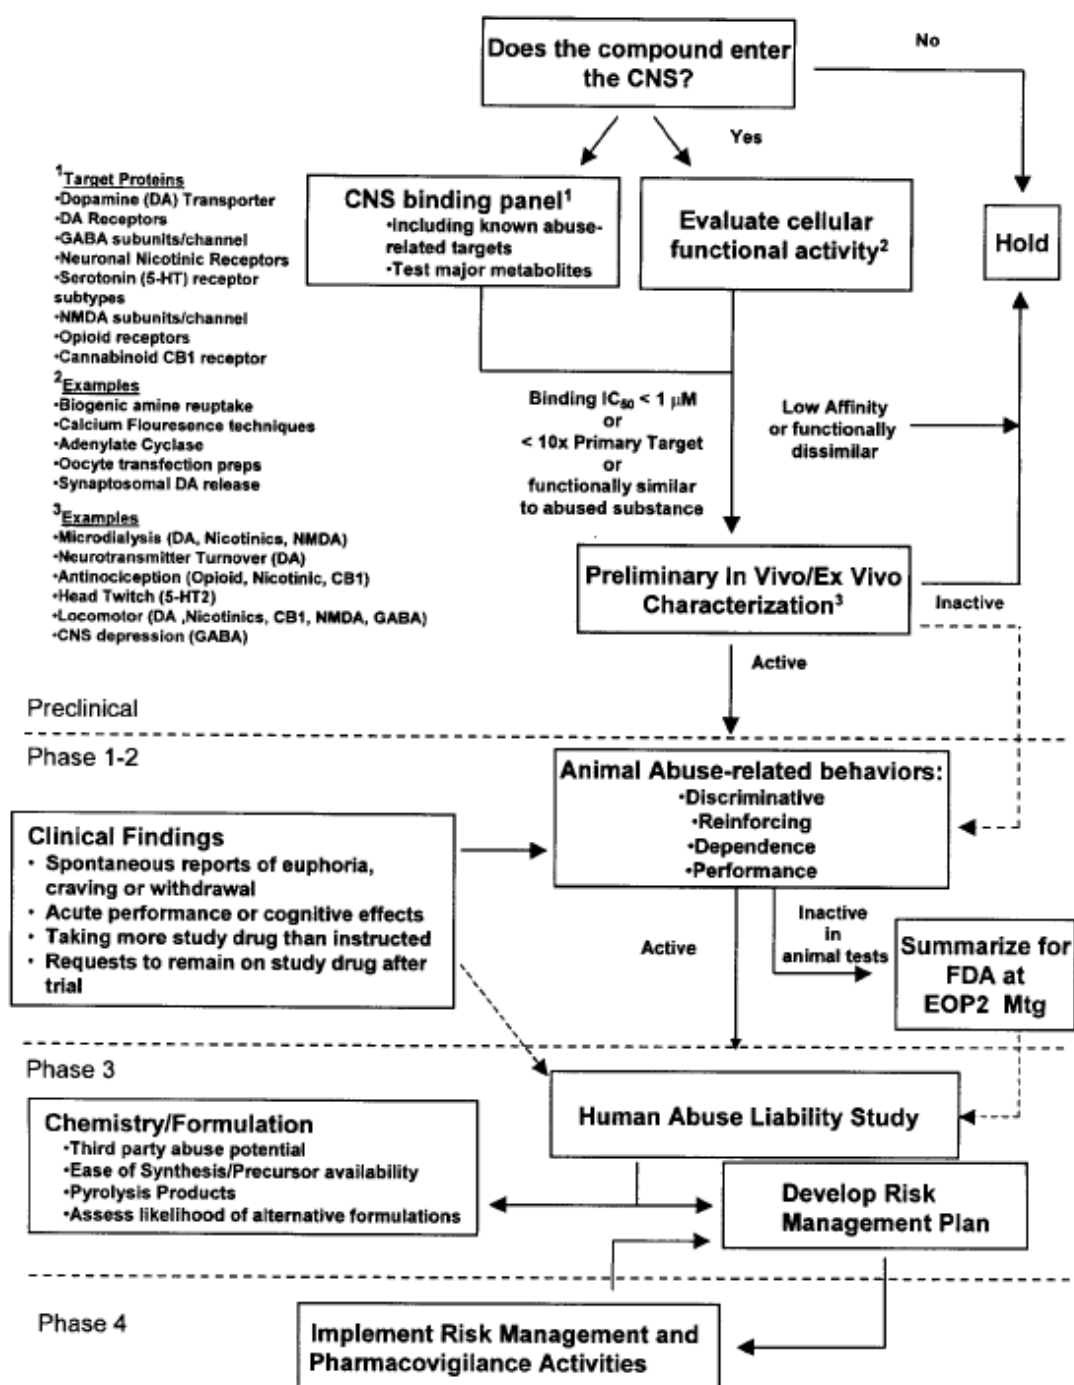 Does the compound enter
the CNS?
No
Yes
1Target Proteins
•Dopamine (DA) Transporter
•DA Receptors
•GABA subunits/channel
•Neuronal Nicotinic Receptors
•Serotonin (5-HT) receptor
subtypes
•NMDA subunits/channel
•Opioid receptors
•Cannabinoid CB1 receptor
2Examples
•Biogenic amine reuptake
•Calcium Flouresence techniques
•Adenylate Cyclase
•Oocyte transfection preps
•Synaptosomal DA release
3Examples
•Microdialysis (DA, Nicotinics, NMDA)
•Neurotransmitter Turnover (DA)
•Antinociception (Opioid, Nicotinic, CB1)
•Head Twitch (5-HT2)
•Locomotor (DA ,Nicotinics, CB1, NMDA, GABA)
•CNS depression (GABA)
CNS binding panel1
•including known abuse-
related targets
•Test major metabolites
Evaluate cellular
functional activity2
Hold
Binding IC50 < 1 μM
or
< 10x Primary Target
or
functionally similar
to abused substance
Low Affinity
or functionally
dissimilar
Preliminary In Vivo/Ex Vivo
Characterization3
Inactive
Active
Preclinical
Phase 1-2
Animal Abuse-related behaviors:
•Discriminative
•Reinforcing
•Dependence
•Performance
Clinical Findings
• Spontaneous reports of euphoria,
craving or withdrawal
• Acute performance or cognitive effects
• Taking more study drug than instructed
• Requests to remain on study drug after
trial
Active
Inactive
in
animal tests
Summarize for
FDA at
EOP2 Mtg
Phase 3
Human Abuse Liability Study
Chemistry/Formulation
•Third party abuse potential
•Ease of Synthesis/Precursor availability
•Pyrolysis Products
•Assess likelihood of alternative formulations
Develop Risk
Management Plan
Phase 4
Implement Risk Management and
Pharmacovigilance Activities